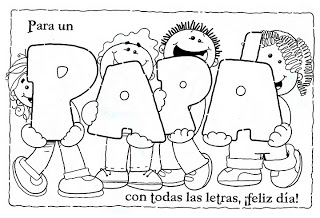 Para un
PAPÁ
con todas las letras, ¡feliz día!